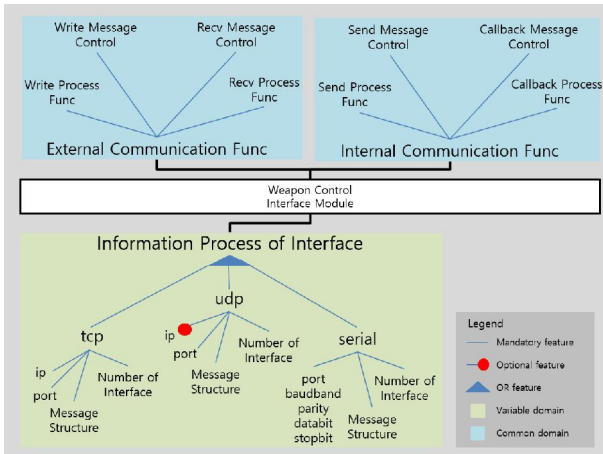 Write Message
Control
Recv Message
Control
Write Process
Func
Recv Process
Func
External Communication Func
Send Message
Control
Callback Message
Control
Send Process
Func
Callback Process
Func
Internal Communication Func
Weapon Control
Interface Module
Information Process of Interface
tcp
ip
port
Message
Structure
Number of
Interface
udp
ip
port
Message
Structure
Number of
Interface
serial
port
baudband
parity
databit
stopbit
Message
Structure
Number of
Interface
Legend
Mandatory feature
Optional feature
OR feature
Variable domain
Common domain